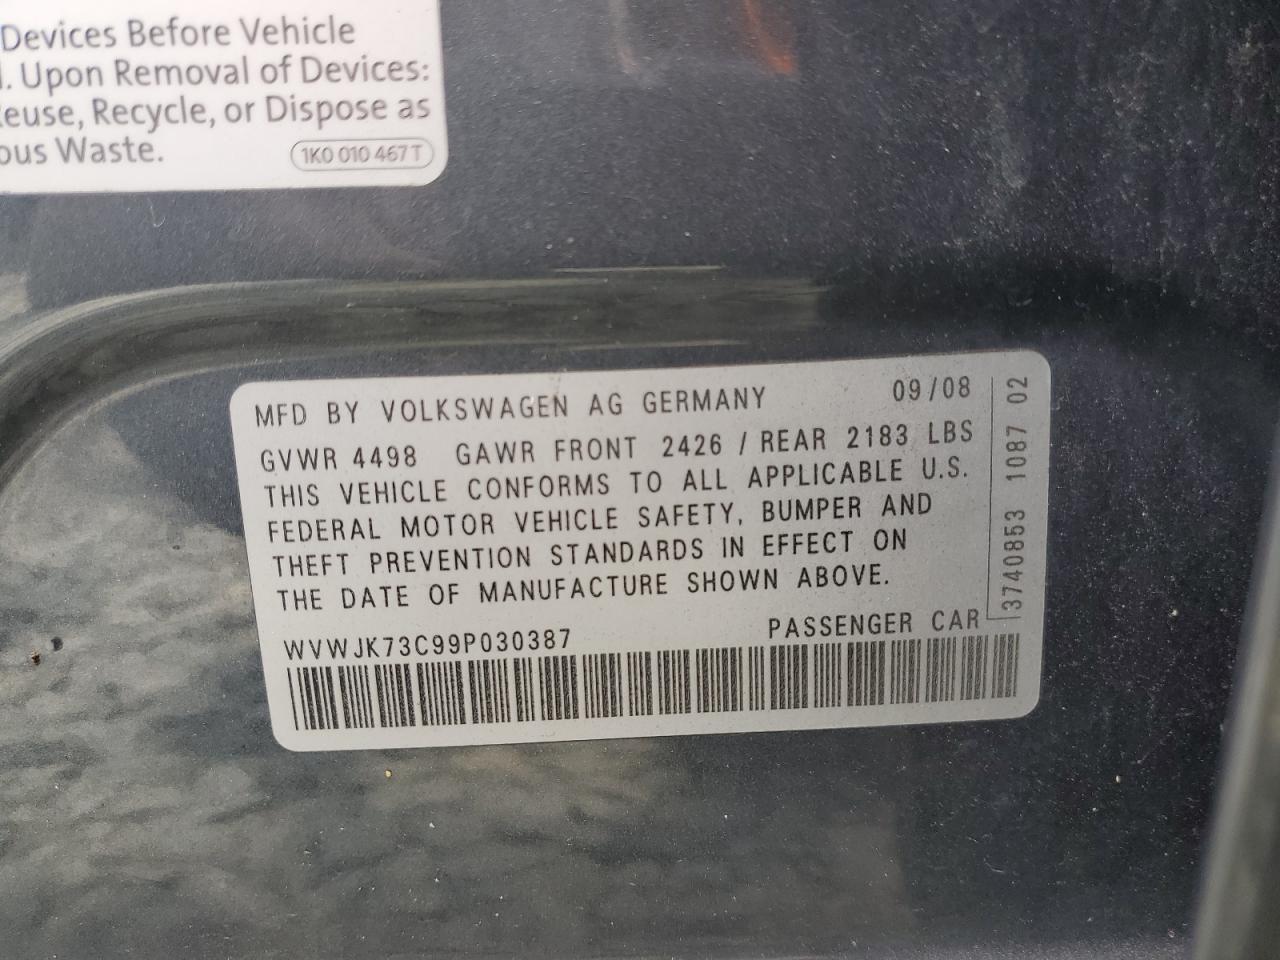 Devices Before Vehicle
. Upon Removal of Devices:
euse, Recycle, or Dispose as
ous Waste.
1K0 010 467 T
MFD BY VOLKSWAGEN AG GERMANY 09/08
GVWR 4498 GAWR FRONT 2426 / REAR 2183 LBS
THIS VEHICLE CONFORMS TO ALL APPLICABLE U.S.
FEDERAL MOTOR VEHICLE SAFETY, BUMPER AND
THEFT PREVENTION STANDARDS IN EFFECT ON
THE DATE OF MANUFACTURE SHOWN ABOVE.
WVWJK73C99P030387 PASSENGER CAR
3740853 1087 02